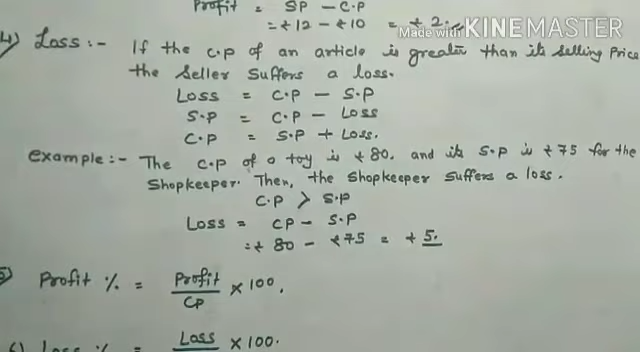 Profit = SP - C.P
= ₹12 - ₹10 = ₹ 2.
Made with KINEMASTER
4) Loss :- If the C.P of an article is greater than its selling Price
the seller suffers a loss.
Loss = C.P - S.P
S.P = C.P - Loss
C.P = S.P + Loss.
example :- The C.P of a toy is ₹80. and its S.P is ₹75 for the
Shopkeeper. Then, the shopkeeper suffers a loss.
C.P > S.P
Loss = CP - S.P
= ₹ 80 - ₹75 = ₹ 5.
5) Profit % = Profit/CP × 100.
6) Loss % = Loss × 100.